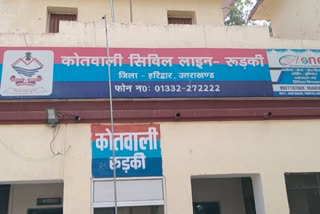 कोतवाली सिविल लाइन- रूड़की
जिला - हरिद्वार, उत्तराखण्ड
फोन न0: 01332-272222
कोतवाली
रूड़की